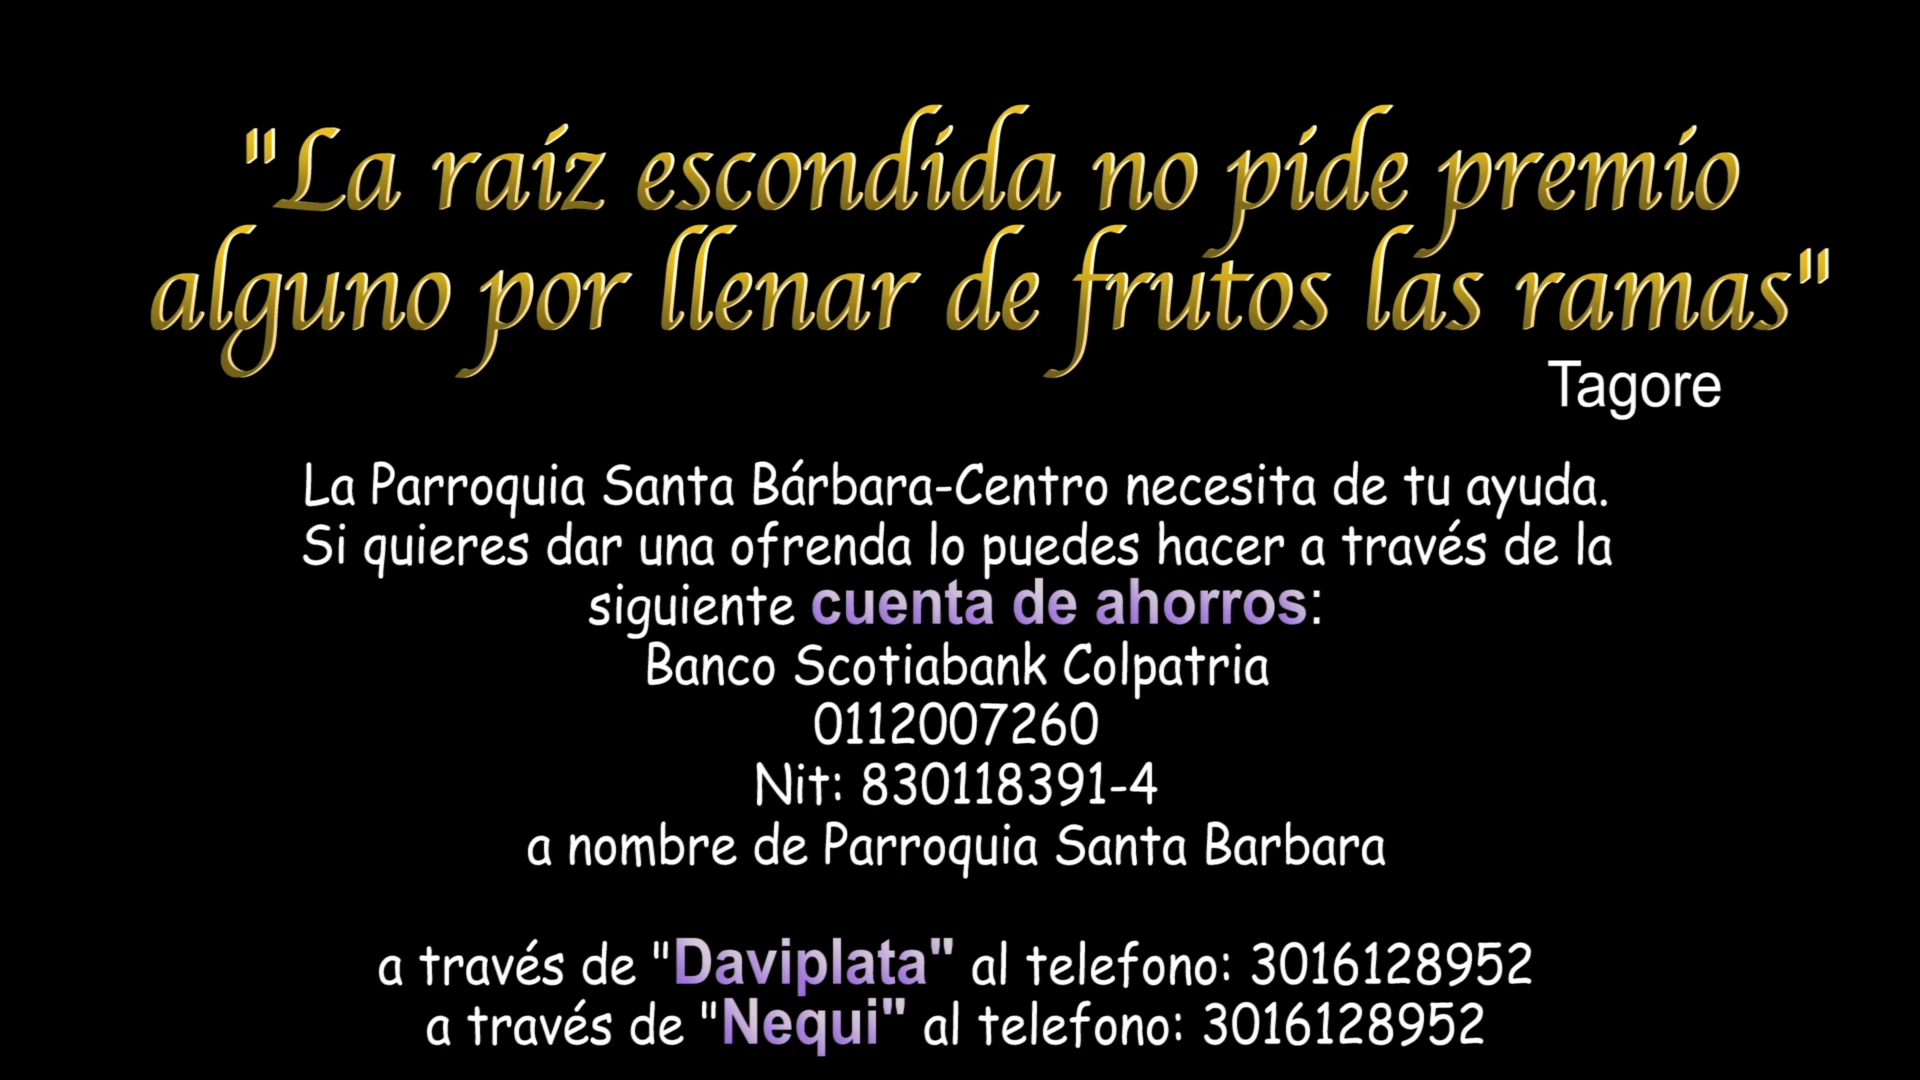 "La raíz escondida no pide premio
alguno por llenar de frutos las ramas"
Tagore
La Parroquia Santa Bárbara-Centro necesita de tu ayuda.
Si quieres dar una ofrenda lo puedes hacer a través de la
siguiente cuenta de ahorros:
Banco Scotiabank Colpatria
0112007260
Nit: 830118391-4
a nombre de Parroquia Santa Barbara
a través de "Daviplata" al telefono: 3016128952
a través de "Nequi" al telefono: 3016128952